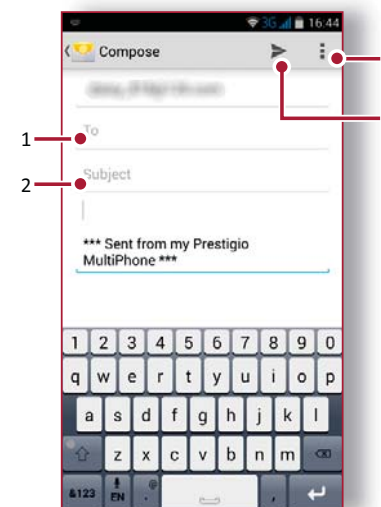 3G 16:44
Compose
1 To
2 Subject
*** Sent from my Prestigio
MultiPhone ***
1 2 3 4 5 6 7 8 9 0
q w e r t y u i o p
a s d f g h j k l
z x c v b n m
&123 EN . @ ,